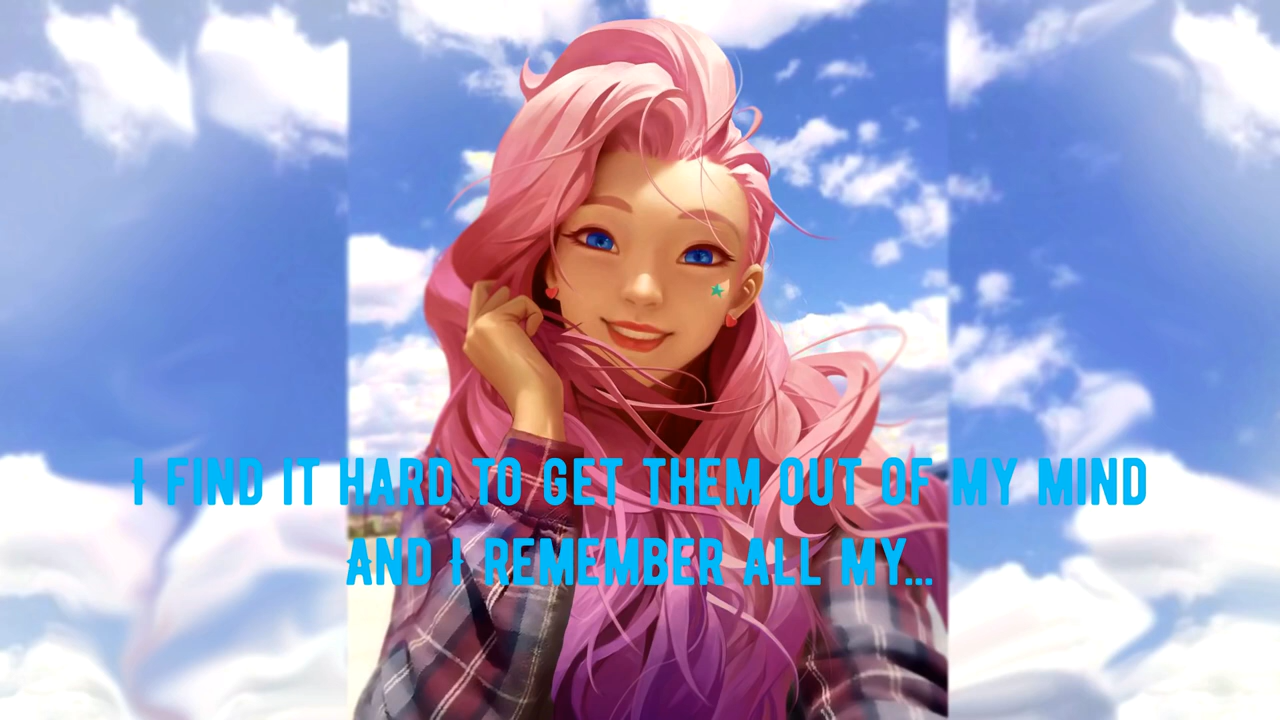 I FIND IT HARD TO GET THEM OUT OF MY MIND
AND I REMEMBER ALL MY...